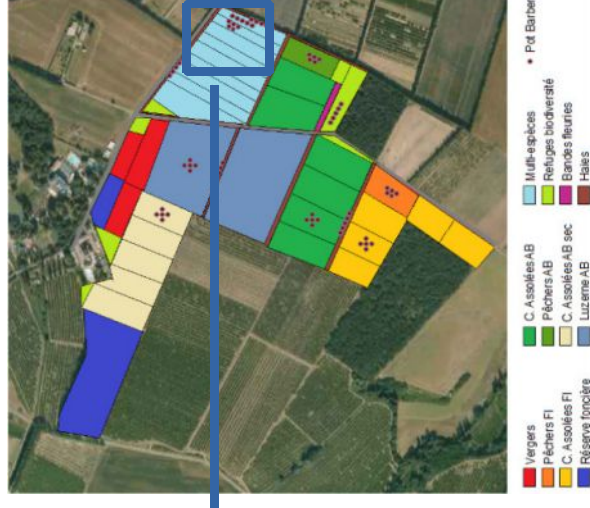 Vergers
Pêchers FI
C. Assolées FI
Réserve foncière
C. Assolées AB
Pêchers AB
C. Assolées AB sec
Luzerne AB
Multi-espèces
Refuges biodiversité
Bandes fleuries
Haies
Pot Barber